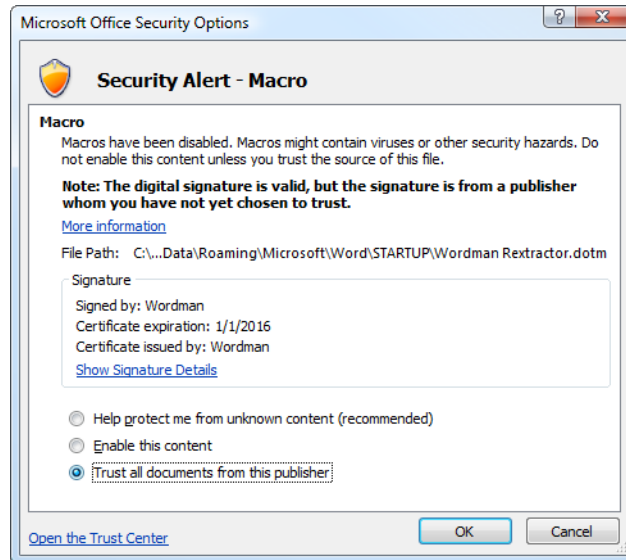 Microsoft Office Security Options
Security Alert - Macro
Macro
Macros have been disabled. Macros might contain viruses or other security hazards. Do
not enable this content unless you trust the source of this file.
Note: The digital signature is valid, but the signature is from a publisher
whom you have not yet chosen to trust.
More information
File Path: C:\...Data\Roaming\Microsoft\Word\STARTUP\Wordman Rextractor.dotm
Signature
Signed by: Wordman
Certificate expiration: 1/1/2016
Certificate issued by: Wordman
Show Signature Details
Help protect me from unknown content (recommended)
Enable this content
Trust all documents from this publisher
Open the Trust Center
OK
Cancel